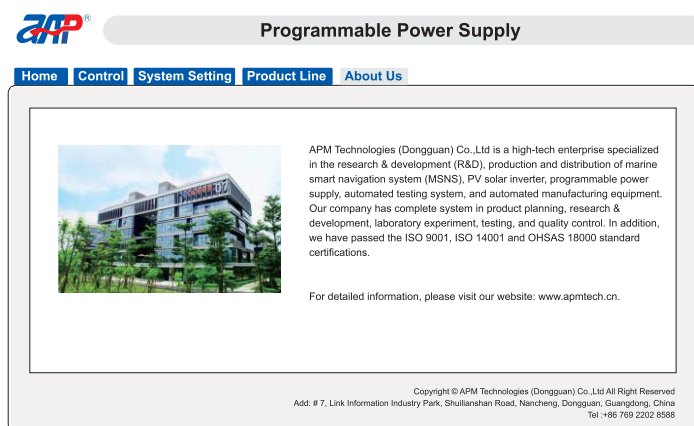 APM®
Programmable Power Supply
Home Control System Setting Product Line About Us
APM Technologies (Dongguan) Co.,Ltd is a high-tech enterprise specialized
in the research & development (R&D), production and distribution of marine
smart navigation system (MSNS), PV solar inverter, programmable power
supply, automated testing system, and automated manufacturing equipment.
Our company has complete system in product planning, research &
development, laboratory experiment, testing, and quality control. In addition,
we have passed the ISO 9001, ISO 14001 and OHSAS 18000 standard
certifications.
07
For detailed information, please visit our website: www.apmtech.cn.
Copyright © APM Technologies (Dongguan) Co.,Ltd All Right Reserved
Add: # 7, Link Information Industry Park, Shuilianshan Road, Nancheng, Dongguan, Guangdong, China
Tel :+86 769 2202 8588